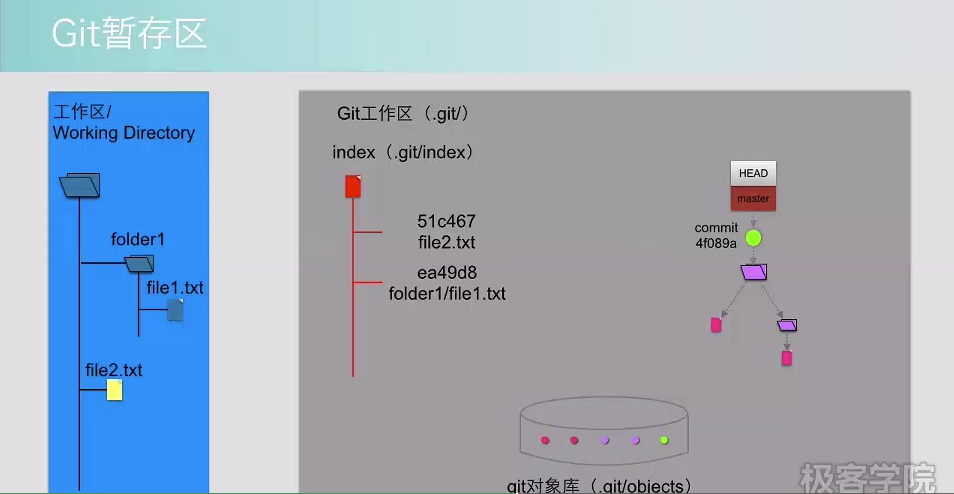 Git暂存区
工作区/
Working Directory
folder1
file1.txt
file2.txt
Git工作区（.git/）
index（.git/index）
51c467
file2.txt
ea49d8
folder1/file1.txt
HEAD
master
commit
4f089a
git对象库（.git/objects）
极客学院